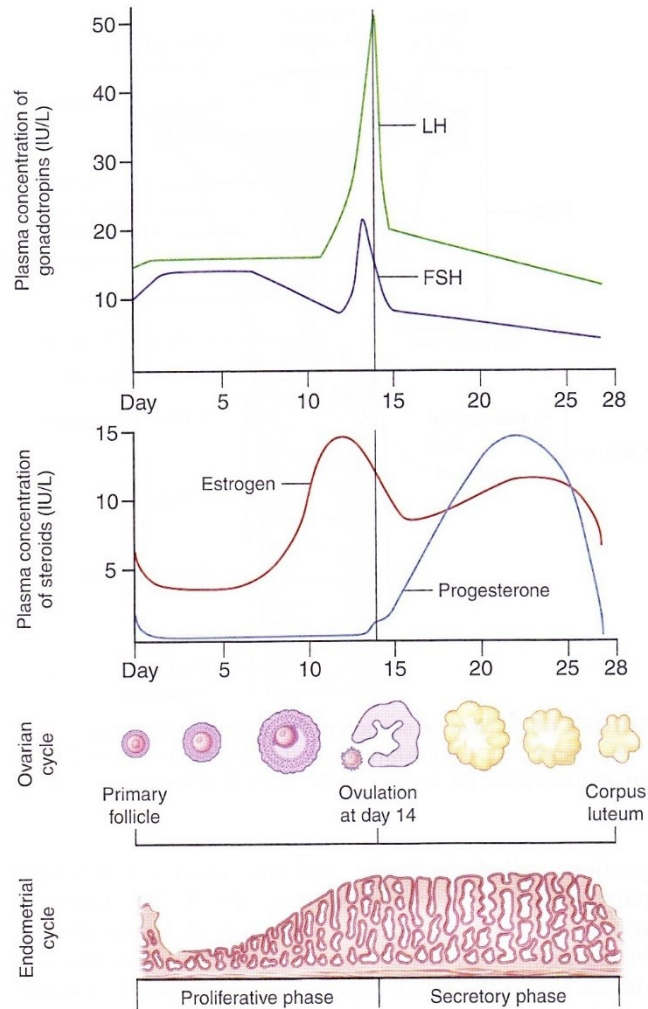 Plasma concentration of
gonadotropins (IU/L)
50
40
30
20
10
LH
FSH
Day
5
10
15
20
25
28
Plasma concentration
of steroids (IU/L)
15
10
5
Estrogen
Progesterone
Day
5
10
15
20
25
28
Ovarian
cycle
Primary
follicle
Ovulation
at day 14
Corpus
luteum
Endometrial
cycle
Proliferative phase
Secretory phase